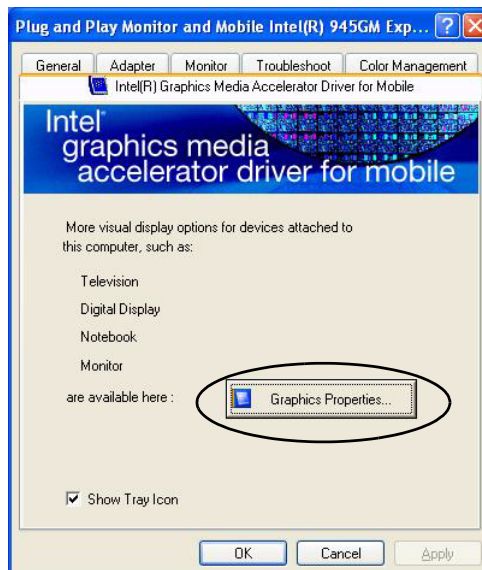 Plug and Play Monitor and Mobile Intel(R) 945GM Exp...
General Adapter Monitor Troubleshoot Color Management
Intel(R) Graphics Media Accelerator Driver for Mobile
Intel®
graphics media
accelerator driver for mobile
More visual display options for devices attached to
this computer, such as:
Television
Digital Display
Notebook
Monitor
are available here :
Graphics Properties...
Show Tray Icon
OK Cancel Apply